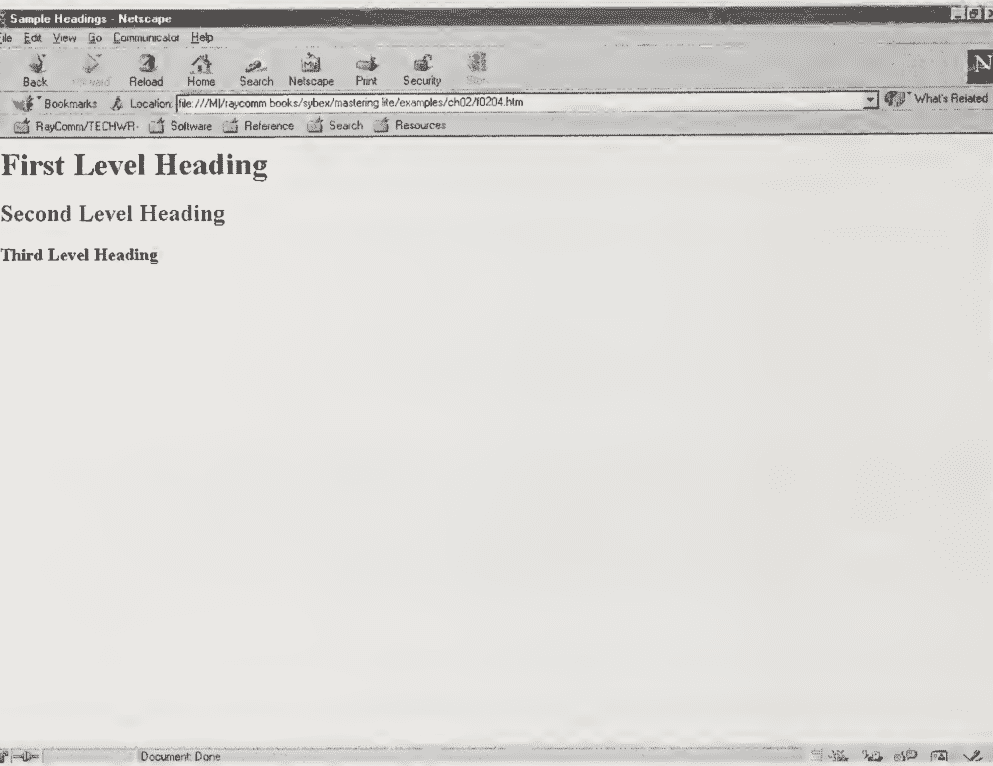 Sample Headings - Netscape
ile Edit View Go Communicator Help
Back Reload Home Search Netscape Print Security Stop
N
Bookmarks Location: file:///M|/raycomm books/sybex/mastering lite/examples/ch02/f0204.htm What's Related
RayComm/TECHWR- Software Reference Search Resources
First Level Heading
Second Level Heading
Third Level Heading
Document: Done